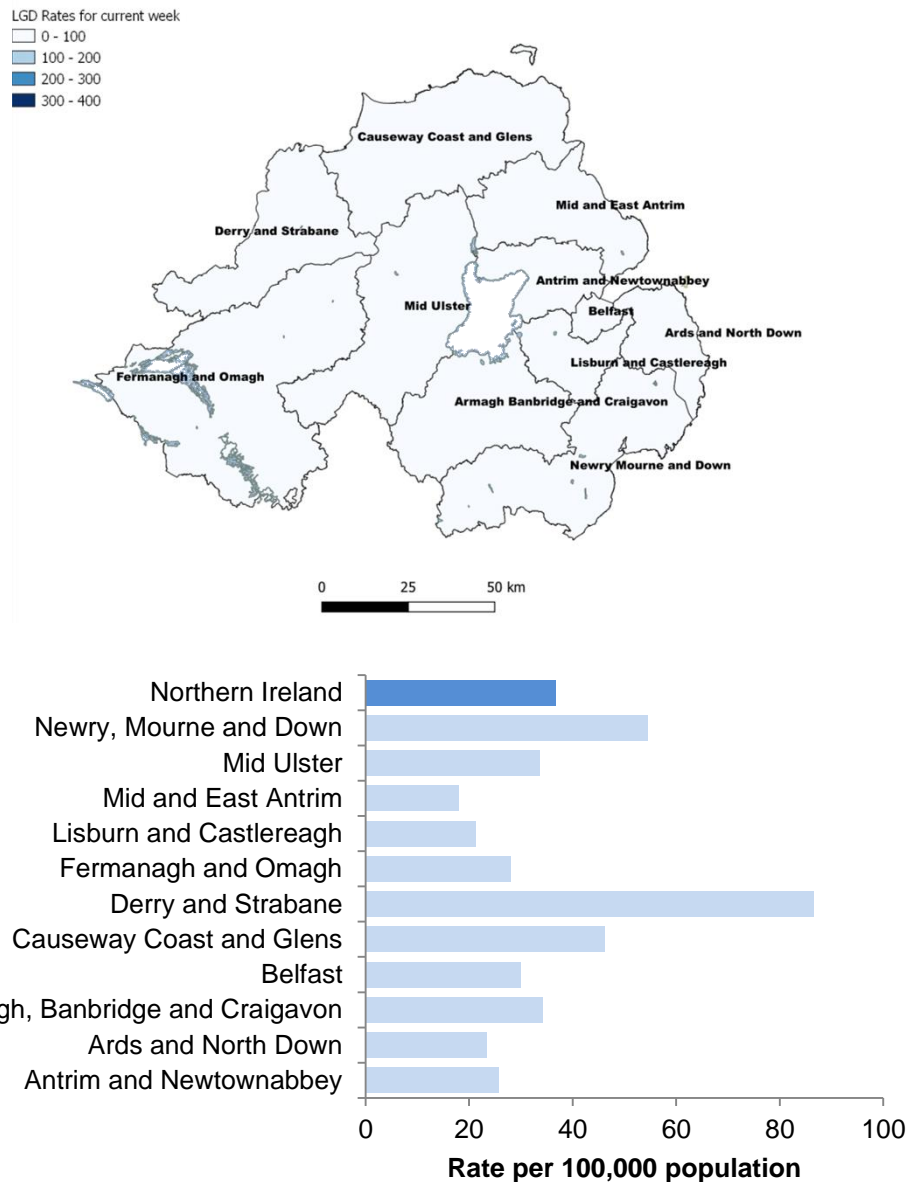 LGD Rates for current week
0 - 100
100 - 200
200 - 300
300 - 400
Causeway Coast and Glens
Mid and East Antrim
Derry and Strabane
Antrim and Newtownabbey
Mid Ulster
Belfast
Ards and North Down
Lisburn and Castlereagh
Fermanagh and Omagh
Armagh Banbridge and Craigavon
Newry Mourne and Down
0 25 50 km
Northern Ireland
Newry, Mourne and Down
Mid Ulster
Mid and East Antrim
Lisburn and Castlereagh
Fermanagh and Omagh
Derry and Strabane
Causeway Coast and Glens
Belfast
gh, Banbridge and Craigavon
Ards and North Down
Antrim and Newtownabbey
0 20 40 60 80 100
Rate per 100,000 population